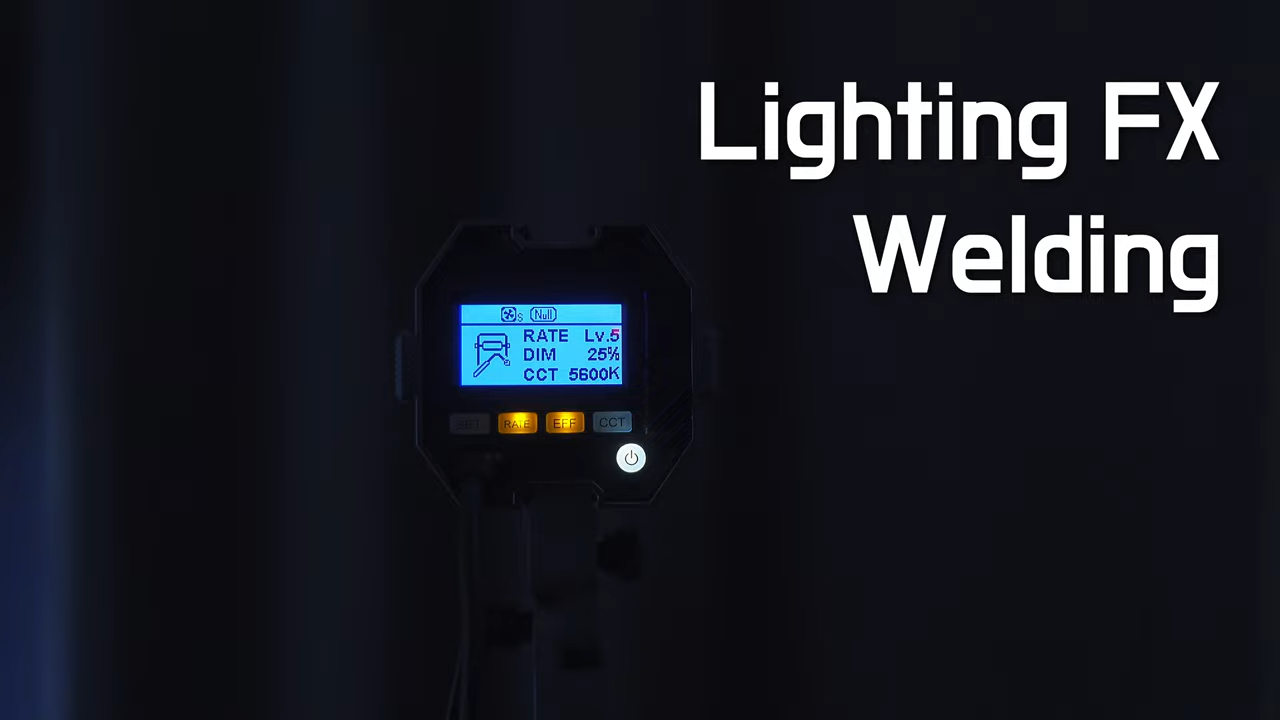 Lighting FX
Welding
S Null
RATE Lv.5
DIM 25%
CCT 5600K
RATE EFF CCT